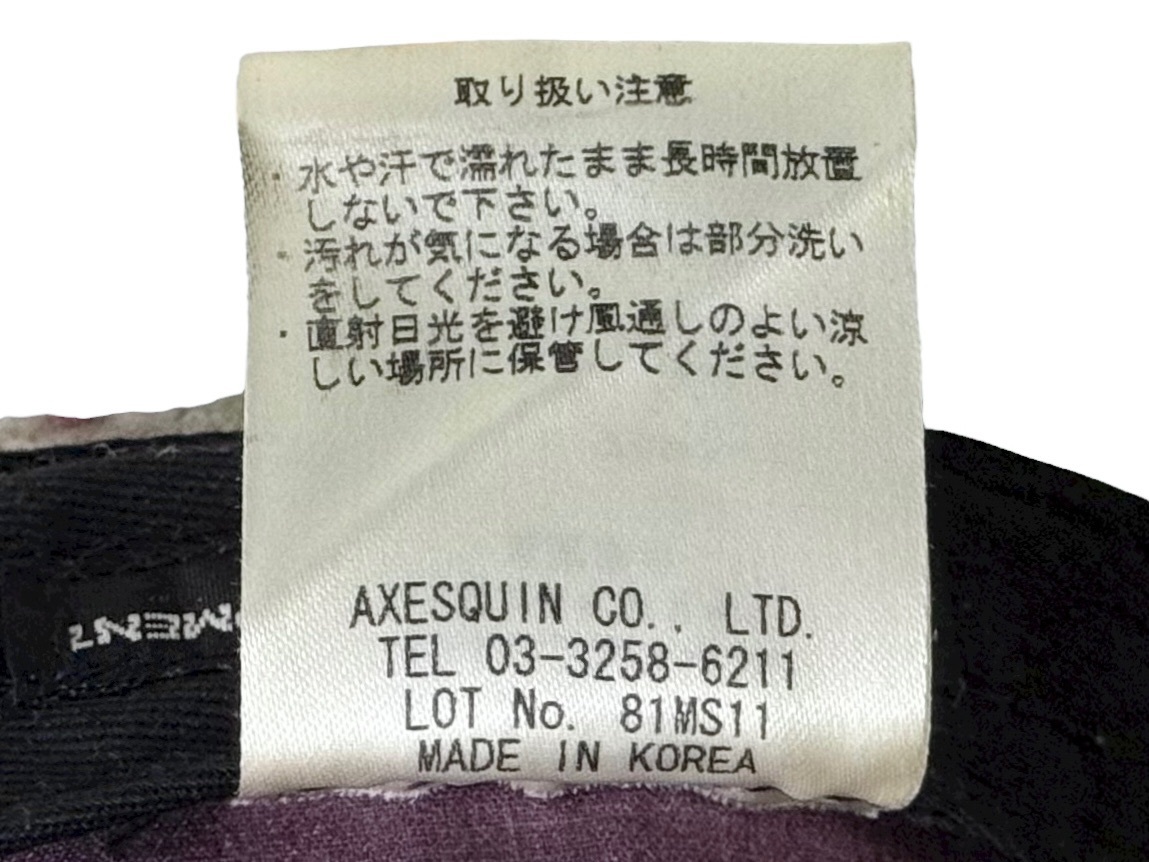 取り扱い注意
・水や汗で濡れたまま長時間放置
しないで下さい。
・汚れが気になる場合は部分洗い
をしてください。
・直射日光を避け風通しのよい涼
しい場所に保管してください。
AXESQUIN CO., LTD.
TEL 03-3258-6211
LOT No. 81MS11
MADE IN KOREA